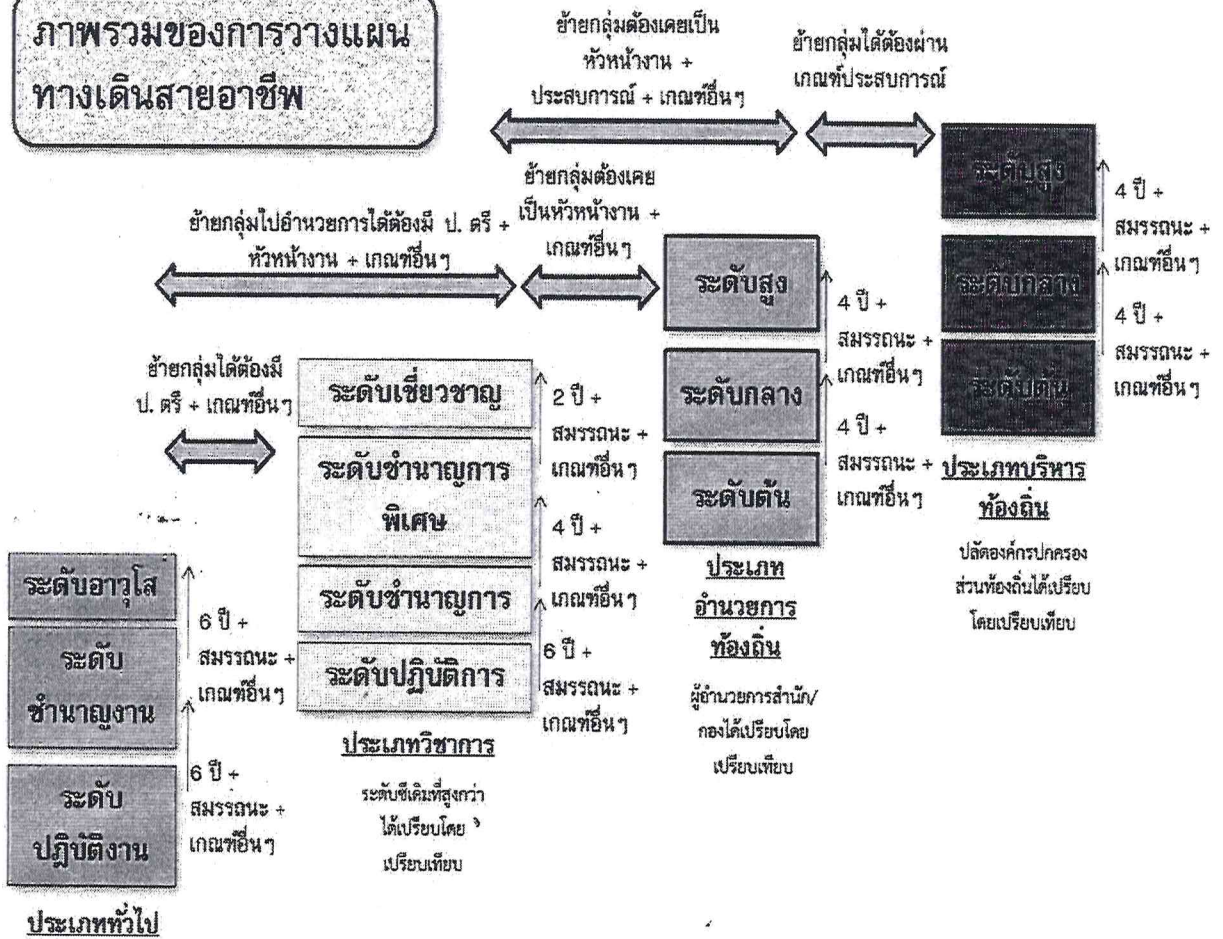 ภาพรวมของการวางแผน
ทางเดินสายอาชีพ
ย้ายกลุ่มต้องเคยเป็น
หัวหน้างาน +
ประสบการณ์ + เกณฑ์อื่นๆ
ย้ายกลุ่มได้ต้องผ่าน
เกณฑ์ประสบการณ์
ย้ายกลุ่มไปอำนวยการได้ต้องมี ป. ตรี +
หัวหน้างาน + เกณฑ์อื่นๆ
ย้ายกลุ่มต้องเคย
เป็นหัวหน้างาน +
เกณฑ์อื่นๆ
ย้ายกลุ่มได้ต้องมี
ป. ตรี + เกณฑ์อื่นๆ
ระดับอาวุโส
ระดับ
ชำนาญงาน
ระดับ
ปฏิบัติงาน
6 ปี +
สมรรถนะ +
เกณฑ์อื่นๆ
6 ปี +
สมรรถนะ +
เกณฑ์อื่นๆ
ประเภททั่วไป
ระดับเชี่ยวชาญ
ระดับชำนาญการ
พิเศษ
ระดับชำนาญการ
ระดับปฏิบัติการ
2 ปี +
สมรรถนะ +
เกณฑ์อื่นๆ
4 ปี +
สมรรถนะ +
เกณฑ์อื่นๆ
6 ปี +
สมรรถนะ +
เกณฑ์อื่นๆ
ประเภทวิชาการ
ระดับซีเดิมที่สูงกว่า
ได้เปรียบโดย
เปรียบเทียบ
ระดับสูง
ระดับกลาง
ระดับต้น
4 ปี +
สมรรถนะ +
เกณฑ์อื่นๆ
4 ปี +
สมรรถนะ +
เกณฑ์อื่นๆ
ประเภท
อำนวยการ
ท้องถิ่น
ผู้อำนวยการสำนัก/
กองได้เปรียบโดย
เปรียบเทียบ
ระดับสูง
ระดับกลาง
ระดับต้น
4 ปี +
สมรรถนะ +
เกณฑ์อื่นๆ
4 ปี +
สมรรถนะ +
เกณฑ์อื่นๆ
ประเภทบริหาร
ท้องถิ่น
ปลัดองค์กรปกครอง
ส่วนท้องถิ่นได้เปรียบ
โดยเปรียบเทียบ